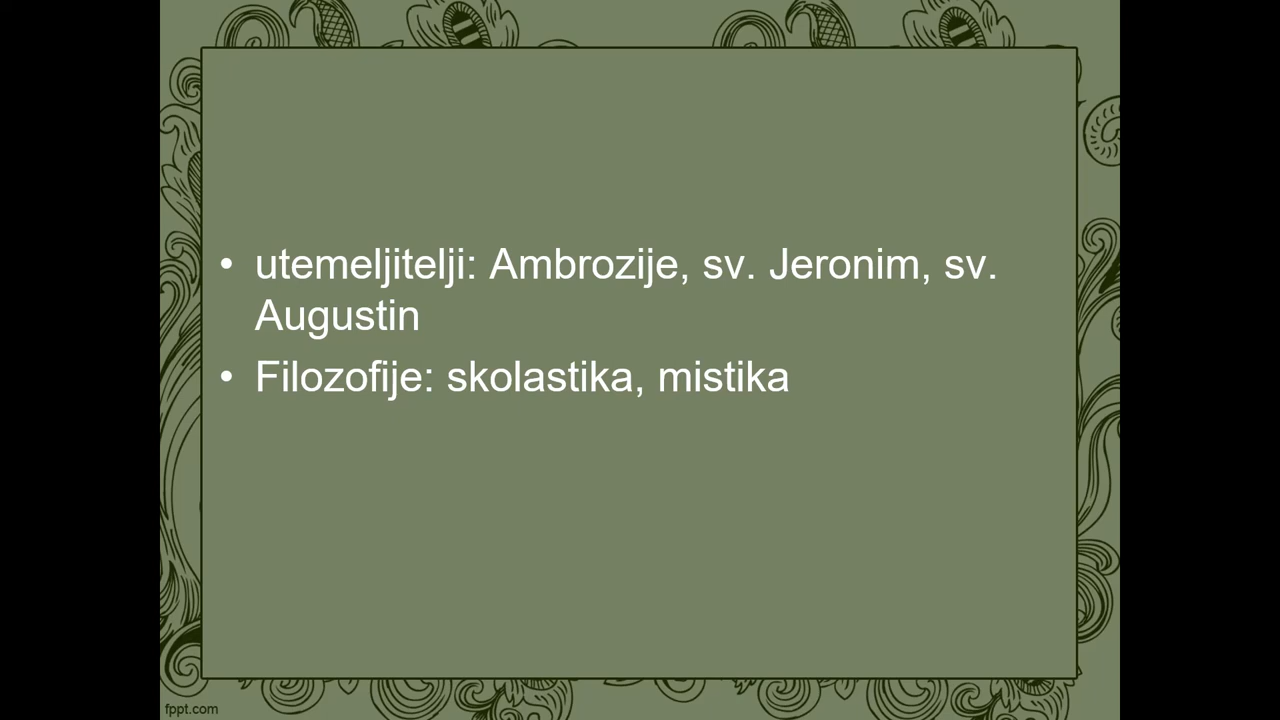 • utemeljitelji: Ambrozije, sv. Jeronim, sv.
Augustin
• Filozofije: skolastika, mistika
fppt.com